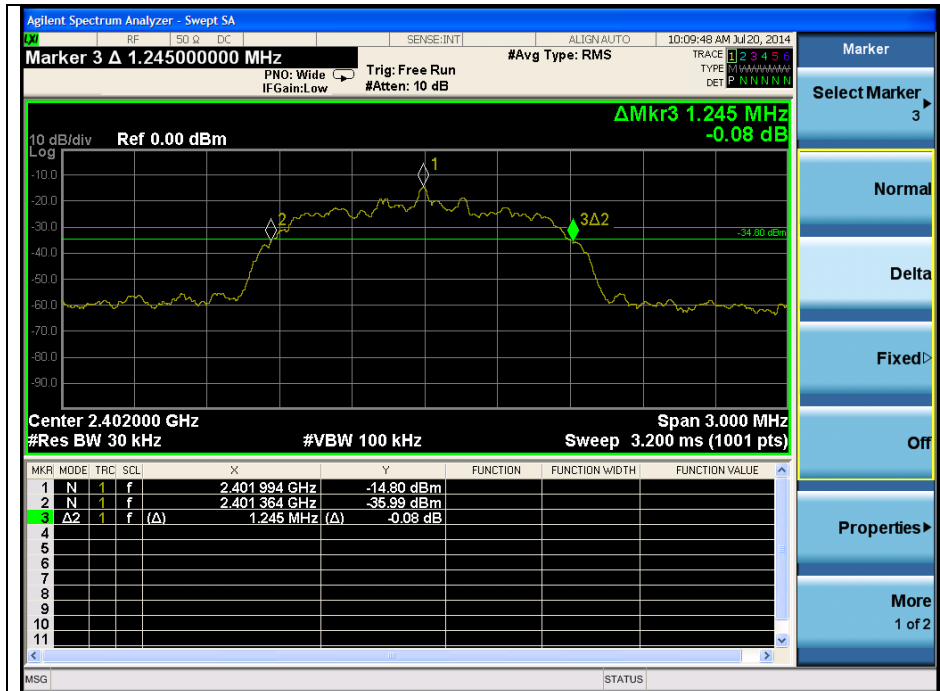 Agilent Spectrum Analyzer - Swept SA
LXI RF 50 Ω DC SENSE:INT ALIGN AUTO 10:09:48 AM Jul 20, 2014
Marker 3 Δ 1.245000000 MHz
PNO: Wide
IFGain:Low
Trig: Free Run
#Atten: 10 dB
#Avg Type: RMS
TRACE 1 2 3 4 5 6
TYPE M
DET P N N N N N
ΔMkr3 1.245 MHz
-0.08 dB
10 dB/div Ref 0.00 dBm
Log
-10.0
-20.0
-30.0
-40.0
-50.0
-60.0
-70.0
-80.0
-90.0
1
2
3Δ2
-34.80 dBm
Center 2.402000 GHz Span 3.000 MHz
#Res BW 30 kHz #VBW 100 kHz Sweep 3.200 ms (1001 pts)
MKR MODE TRC SCL X Y FUNCTION FUNCTION WIDTH FUNCTION VALUE
1 N 1 f 2.401 994 GHz -14.80 dBm
2 N 1 f 2.401 364 GHz -35.99 dBm
3 Δ2 1 f (Δ) 1.245 MHz (Δ) -0.08 dB
4
5
6
7
8
9
10
11
MSG STATUS
Marker
Select Marker
3
Normal
Delta
Fixed
Off
Properties
More
1 of 2